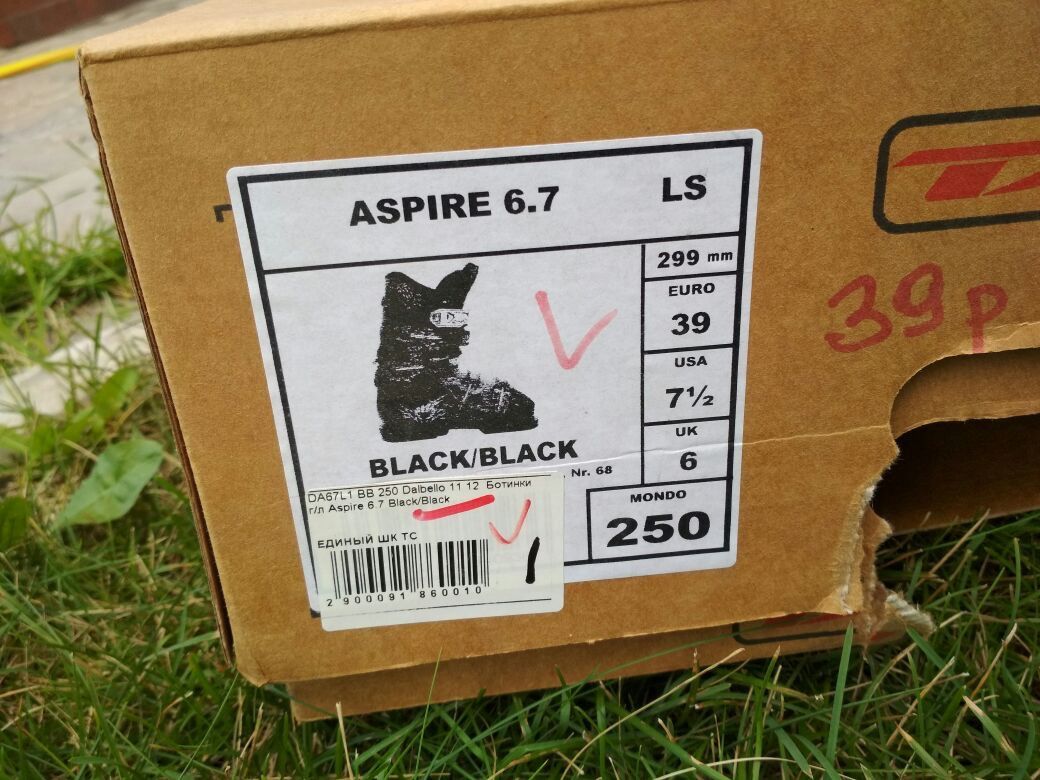 ASPIRE 6.7 LS
299 mm
EURO
39
USA
7½
UK
6
MONDO
250
BLACK/BLACK
Nr. 68
DA67L1 BB 250 Dalbello 11 12 Ботинки
г/л Aspire 6.7 Black/Black
ЕДИНЫЙ ШК ТС
2 900091 860010
1
39р